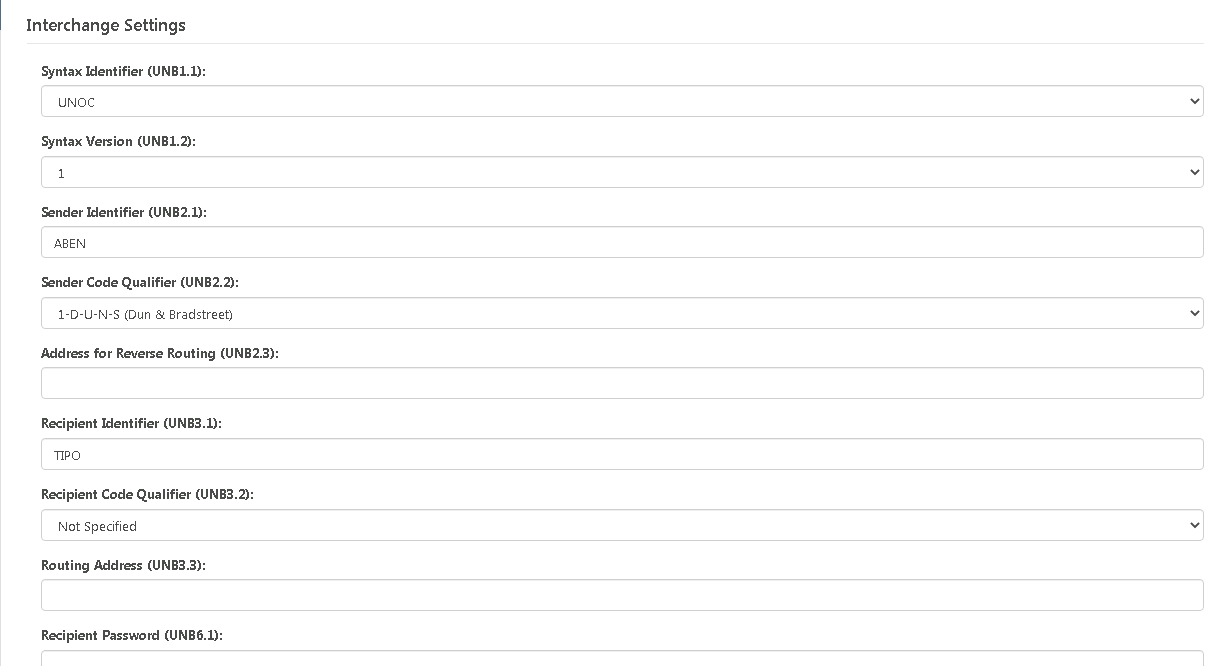 Interchange Settings
Syntax Identifier (UNB1.1):
UNOC
Syntax Version (UNB1.2):
1
Sender Identifier (UNB2.1):
ABEN
Sender Code Qualifier (UNB2.2):
1-D-U-N-S (Dun & Bradstreet)
Address for Reverse Routing (UNB2.3):
Recipient Identifier (UNB3.1):
TIPO
Recipient Code Qualifier (UNB3.2):
Not Specified
Routing Address (UNB3.3):
Recipient Password (UNB6.1):